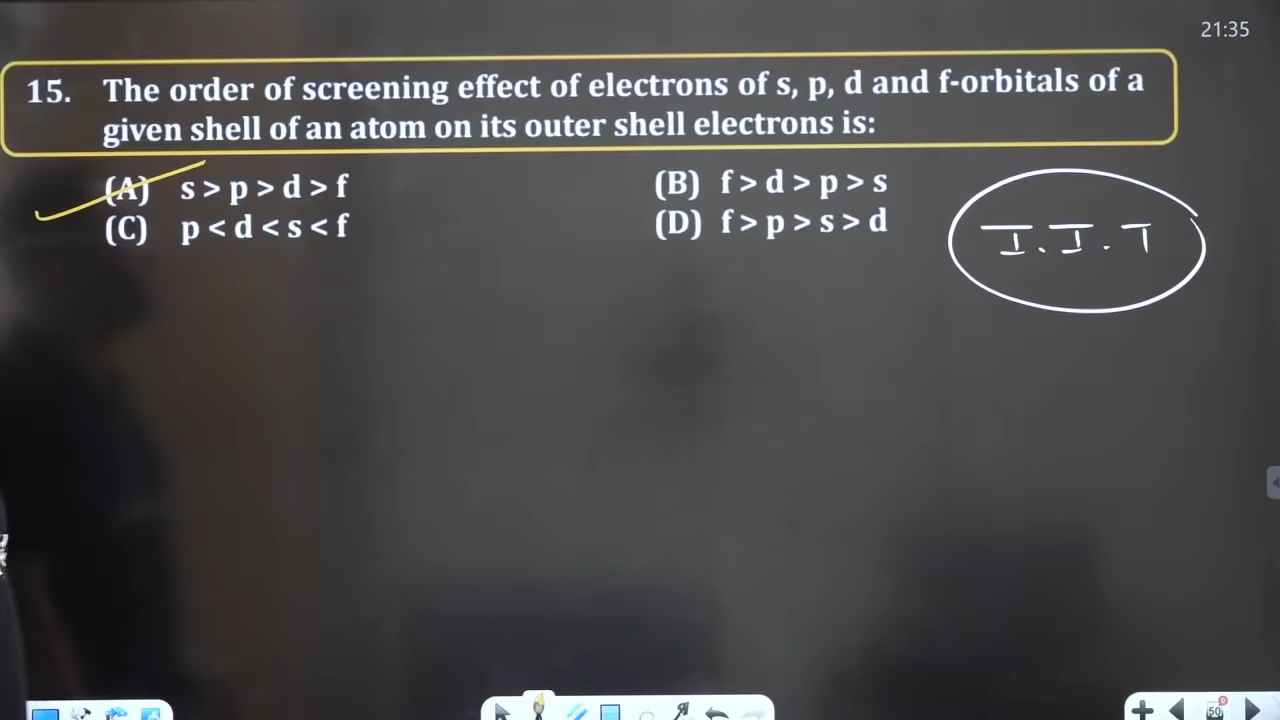 21:35
15. The order of screening effect of electrons of s, p, d and f-orbitals of a
given shell of an atom on its outer shell electrons is:
(A) s > p > d > f
(B) f > d > p > s
(C) p < d < s < f
(D) f > p > s > d
I.I.T
50